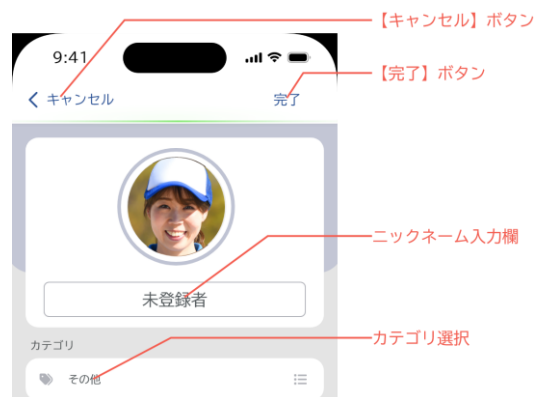 【キャンセル】ボタン
9:41
【完了】ボタン
キャンセル
完了
ニックネーム入力欄
未登録者
カテゴリ選択
カテゴリ
その他